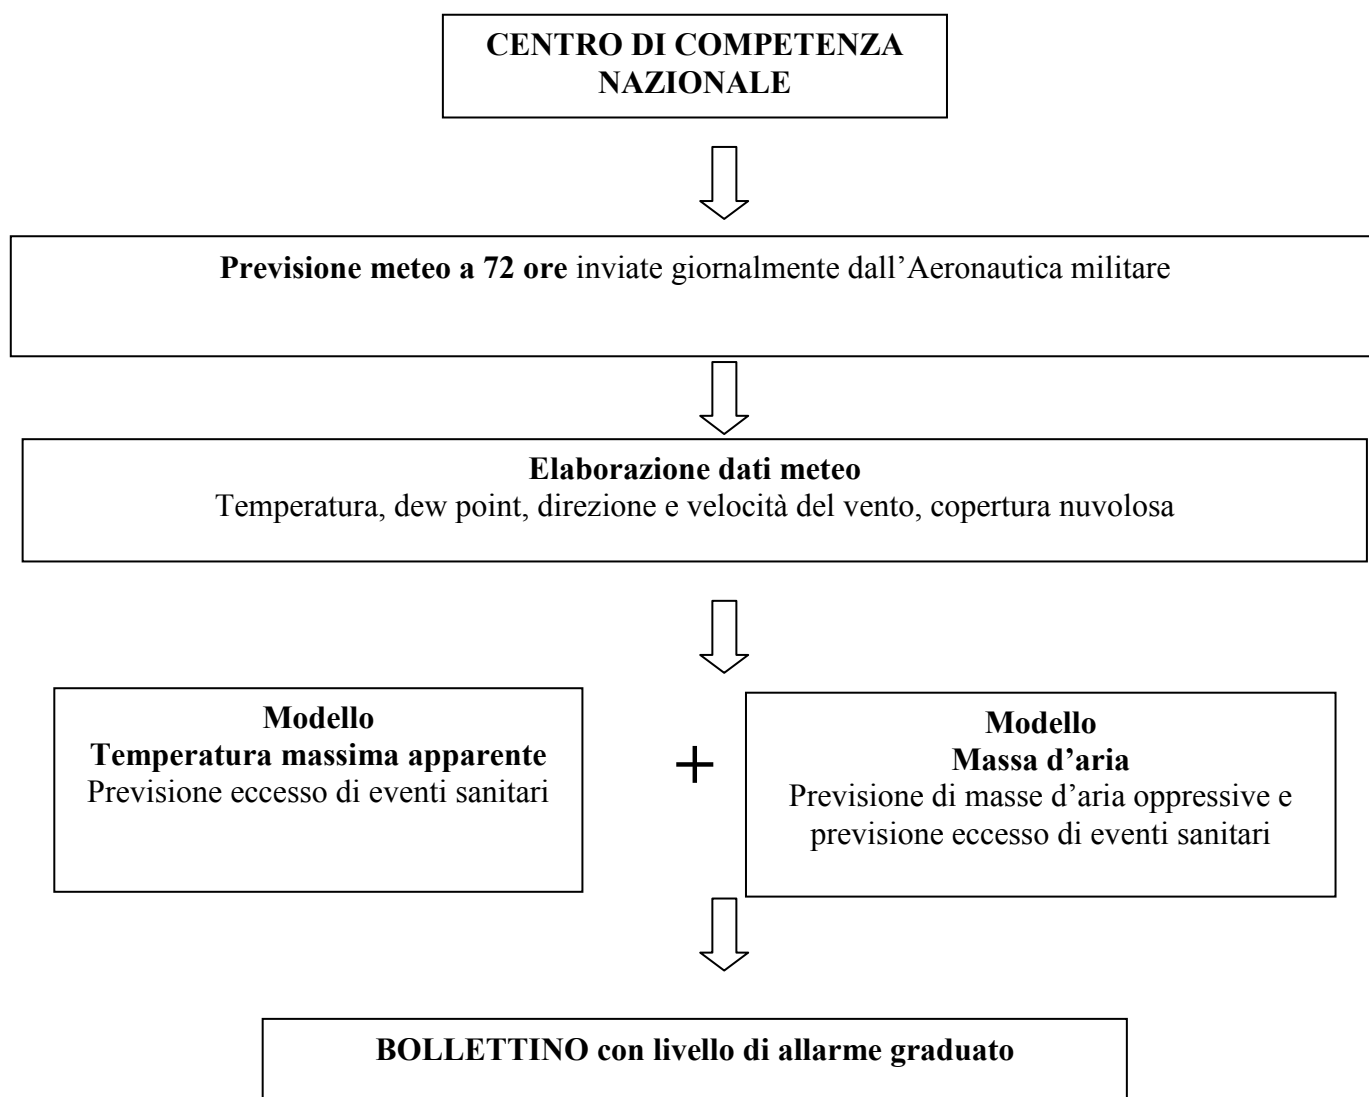 CENTRO DI COMPETENZA
NAZIONALE
Previsione meteo a 72 ore inviate giornalmente dall’Aeronautica militare
Elaborazione dati meteo
Temperatura, dew point, direzione e velocità del vento, copertura nuvolosa
Modello
Temperatura massima apparente
Previsione eccesso di eventi sanitari
+
Modello
Massa d’aria
Previsione di masse d’aria oppressive e
previsione eccesso di eventi sanitari
BOLLETTINO con livello di allarme graduato